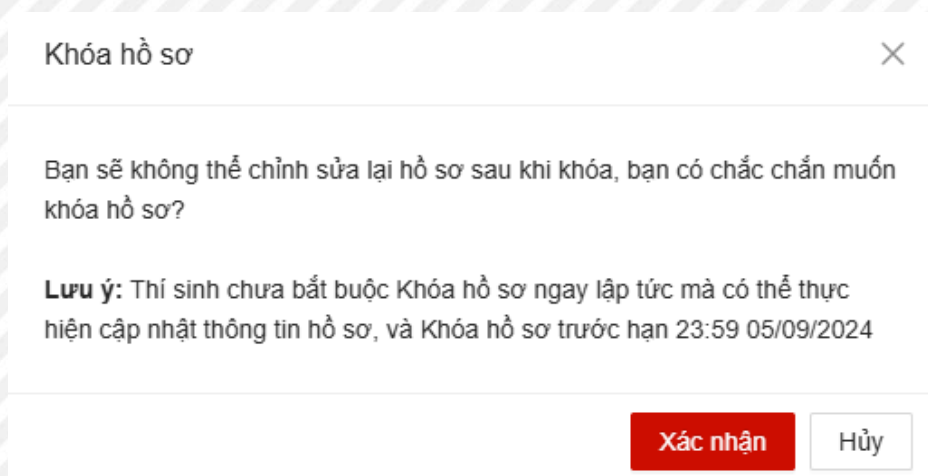 Khóa hồ sơ
Bạn sẽ không thể chỉnh sửa lại hồ sơ sau khi khóa, bạn có chắc chắn muốn
khóa hồ sơ?
Lưu ý: Thí sinh chưa bắt buộc Khóa hồ sơ ngay lập tức mà có thể thực
hiện cập nhật thông tin hồ sơ, và Khóa hồ sơ trước hạn 23:59 05/09/2024
Xác nhận
Hủy